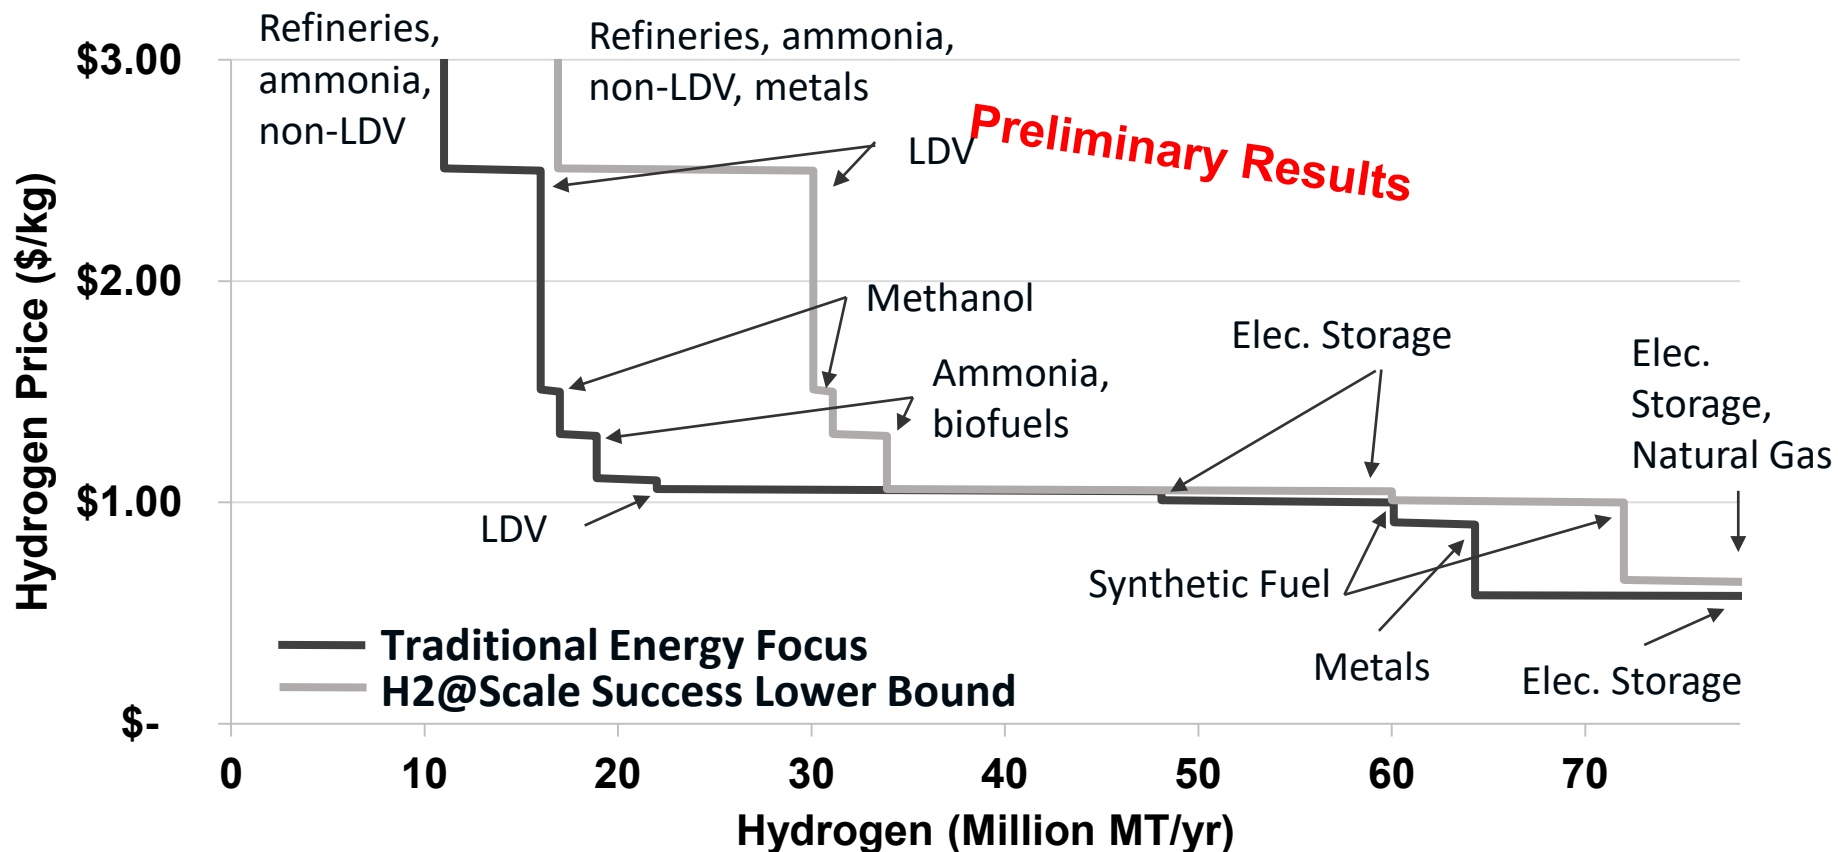 Refineries,
ammonia,
non-LDV
Refineries, ammonia,
non-LDV, metals
Preliminary Results
LDV
Methanol
Ammonia,
biofuels
Elec. Storage
Elec.
Storage,
Natural Gas
LDV
Synthetic Fuel
Metals
Elec. Storage
Traditional Energy Focus
H2@Scale Success Lower Bound
Hydrogen Price ($/kg)
$3.00
$2.00
$1.00
$-
0 10 20 30 40 50 60 70
Hydrogen (Million MT/yr)